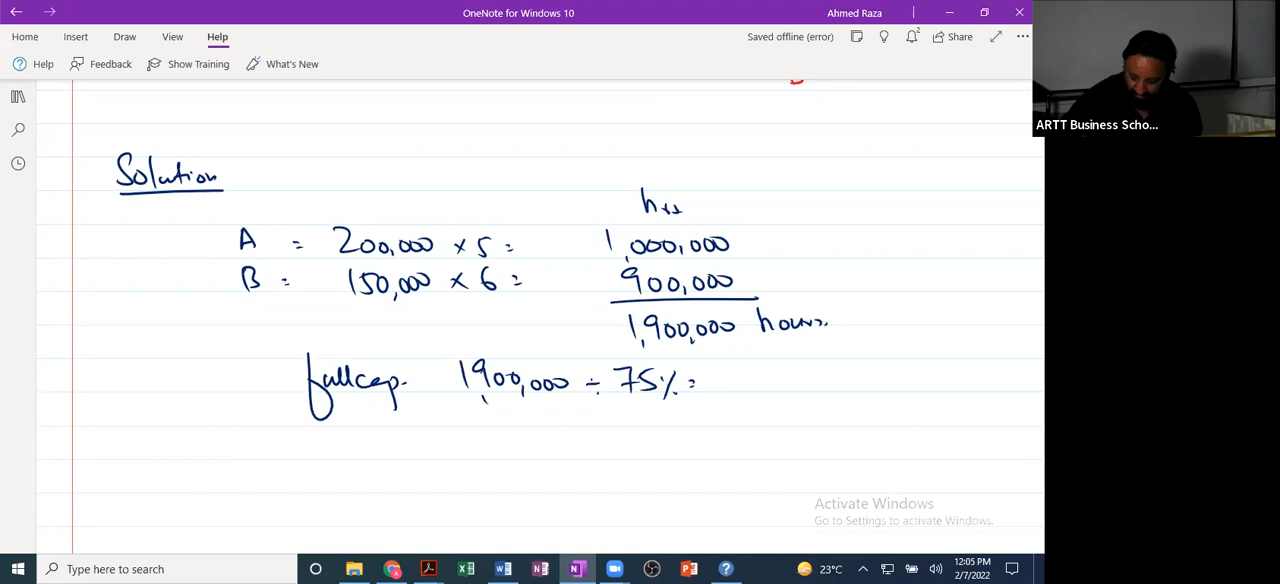 OneNote for Windows 10
Ahmed Raza
Home Insert Draw View Help
Saved offline (error)
2
Share
Help Feedback Show Training What's New
ARTT Business Scho...
Solution
hrs
A = 200,000 × 5 = 1,000,000
B = 150,000 × 6 = 900,000
1,900,000 hours.
full cap. 1,900,000 ÷ 75% =
Activate Windows
Go to Settings to activate Windows.
Type here to search
23°C
12:05 PM
2/7/2022